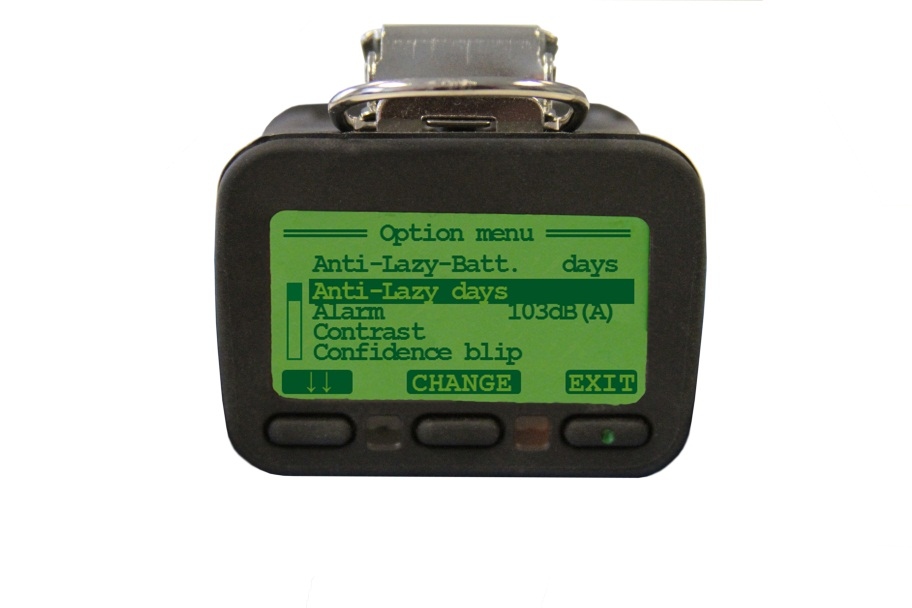 Option menu
Anti-Lazy-Batt. days
Anti-Lazy days
Alarm 103dB(A)
Contrast
Confidence blip
↓↓ CHANGE EXIT